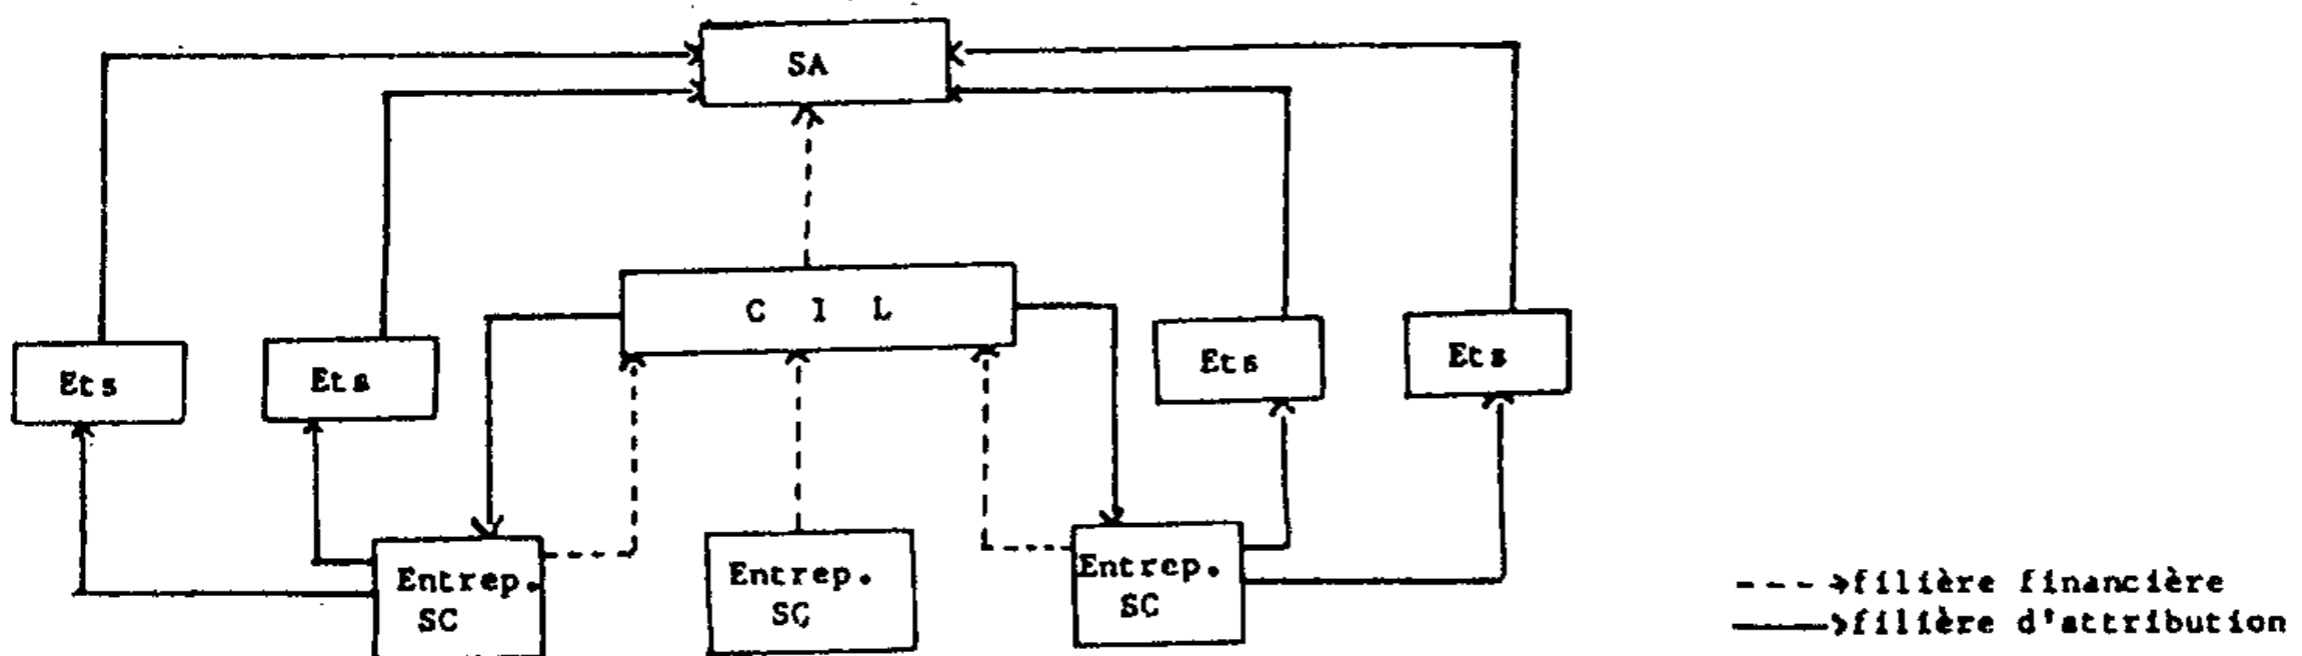 SA
C I L
Ets
Ets
Ets
Ets
Entrep.
SC
Entrep.
SC
Entrep.
SC
filière financière
filière d'attribution